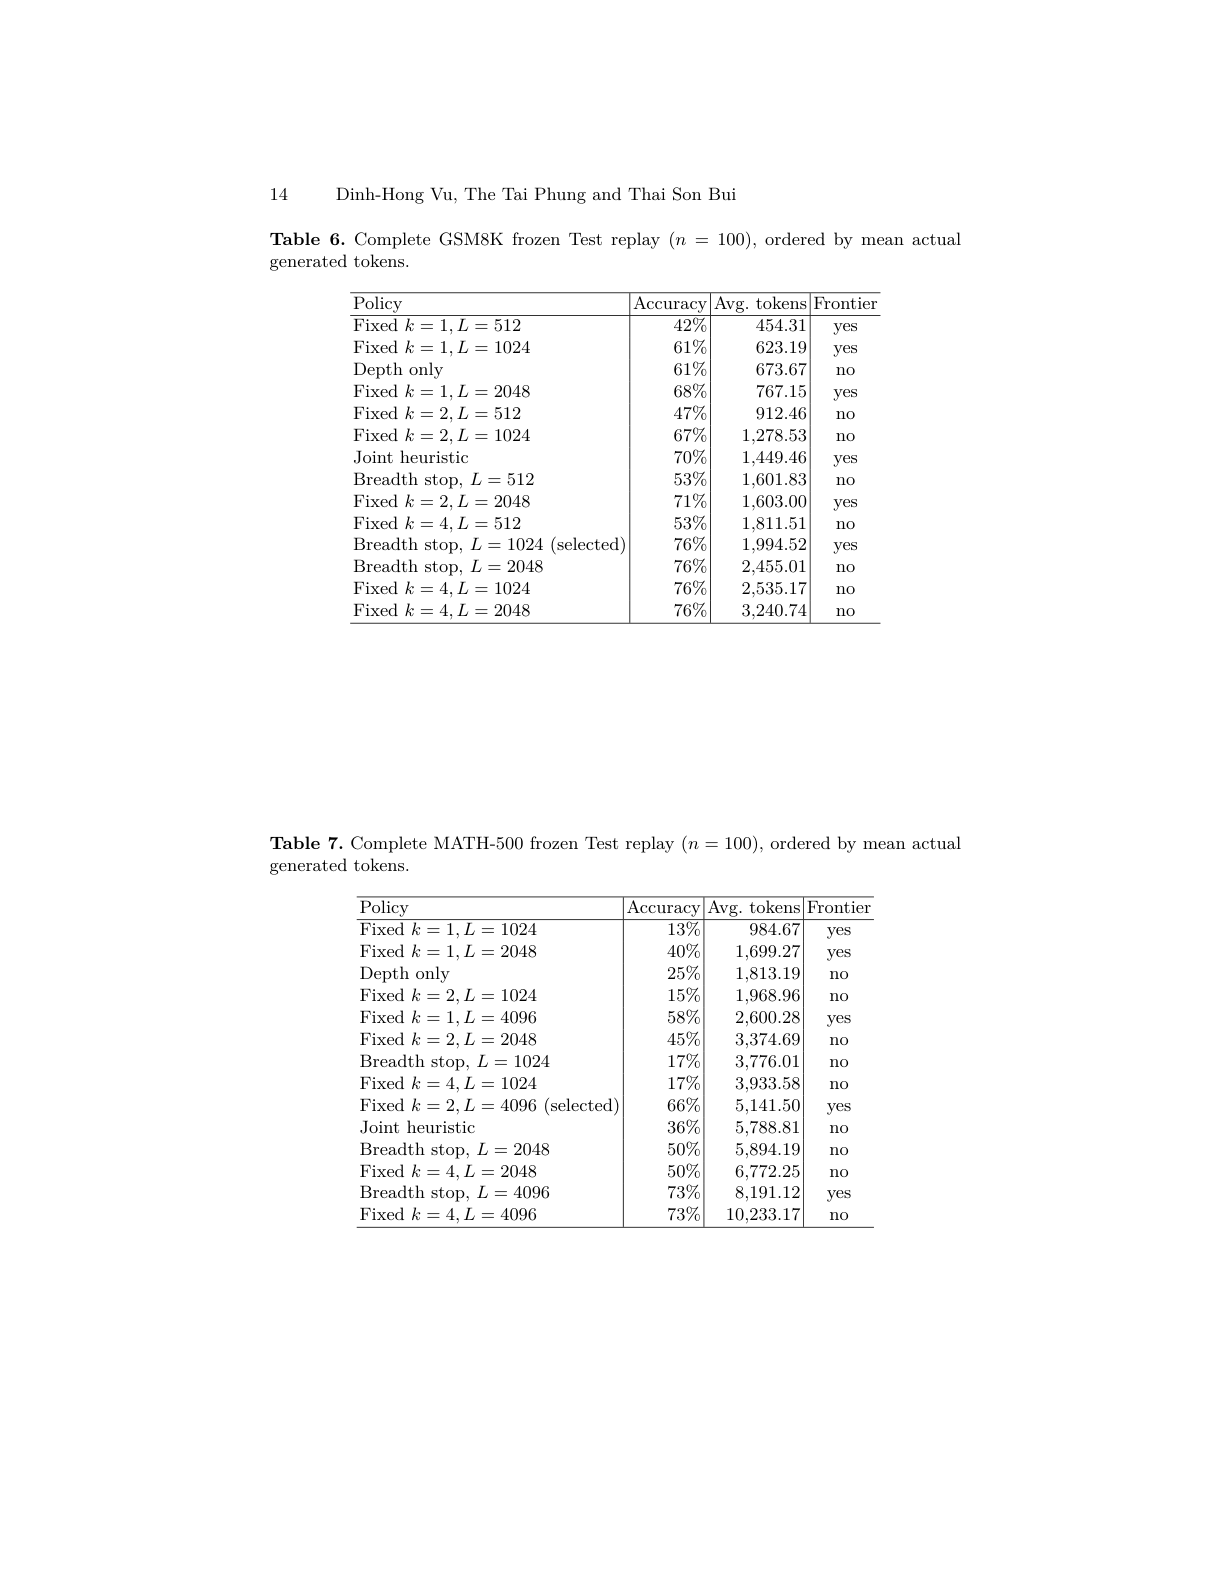 14 Dinh-Hong Vu, The Tai Phung and Thai Son Bui
Table 6. Complete GSM8K frozen Test replay (n = 100), ordered by mean actual
generated tokens.
Policy Accuracy Avg. tokens Frontier
Fixed k = 1, L = 512 42% 454.31 yes
Fixed k = 1, L = 1024 61% 623.19 yes
Depth only 61% 673.67 no
Fixed k = 1, L = 2048 68% 767.15 yes
Fixed k = 2, L = 512 47% 912.46 no
Fixed k = 2, L = 1024 67% 1,278.53 no
Joint heuristic 70% 1,449.46 yes
Breadth stop, L = 512 53% 1,601.83 no
Fixed k = 2, L = 2048 71% 1,603.00 yes
Fixed k = 4, L = 512 53% 1,811.51 no
Breadth stop, L = 1024 (selected) 76% 1,994.52 yes
Breadth stop, L = 2048 76% 2,455.01 no
Fixed k = 4, L = 1024 76% 2,535.17 no
Fixed k = 4, L = 2048 76% 3,240.74 no
Table 7. Complete MATH-500 frozen Test replay (n = 100), ordered by mean actual
generated tokens.
Policy Accuracy Avg. tokens Frontier
Fixed k = 1, L = 1024 13% 984.67 yes
Fixed k = 1, L = 2048 40% 1,699.27 yes
Depth only 25% 1,813.19 no
Fixed k = 2, L = 1024 15% 1,968.96 no
Fixed k = 1, L = 4096 58% 2,600.28 yes
Fixed k = 2, L = 2048 45% 3,374.69 no
Breadth stop, L = 1024 17% 3,776.01 no
Fixed k = 4, L = 1024 17% 3,933.58 no
Fixed k = 2, L = 4096 (selected) 66% 5,141.50 yes
Joint heuristic 36% 5,788.81 no
Breadth stop, L = 2048 50% 5,894.19 no
Fixed k = 4, L = 2048 50% 6,772.25 no
Breadth stop, L = 4096 73% 8,191.12 yes
Fixed k = 4, L = 4096 73% 10,233.17 no